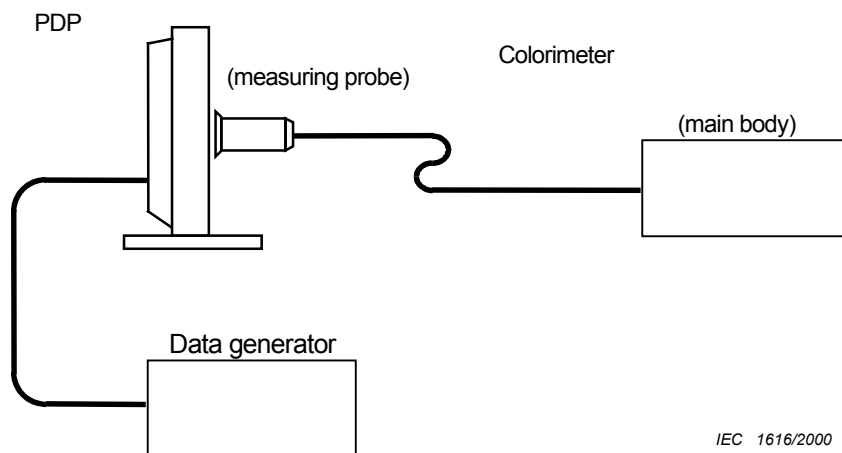 PDP
(measuring probe)
Colorimeter
(main body)
Data generator
IEC 1616/2000